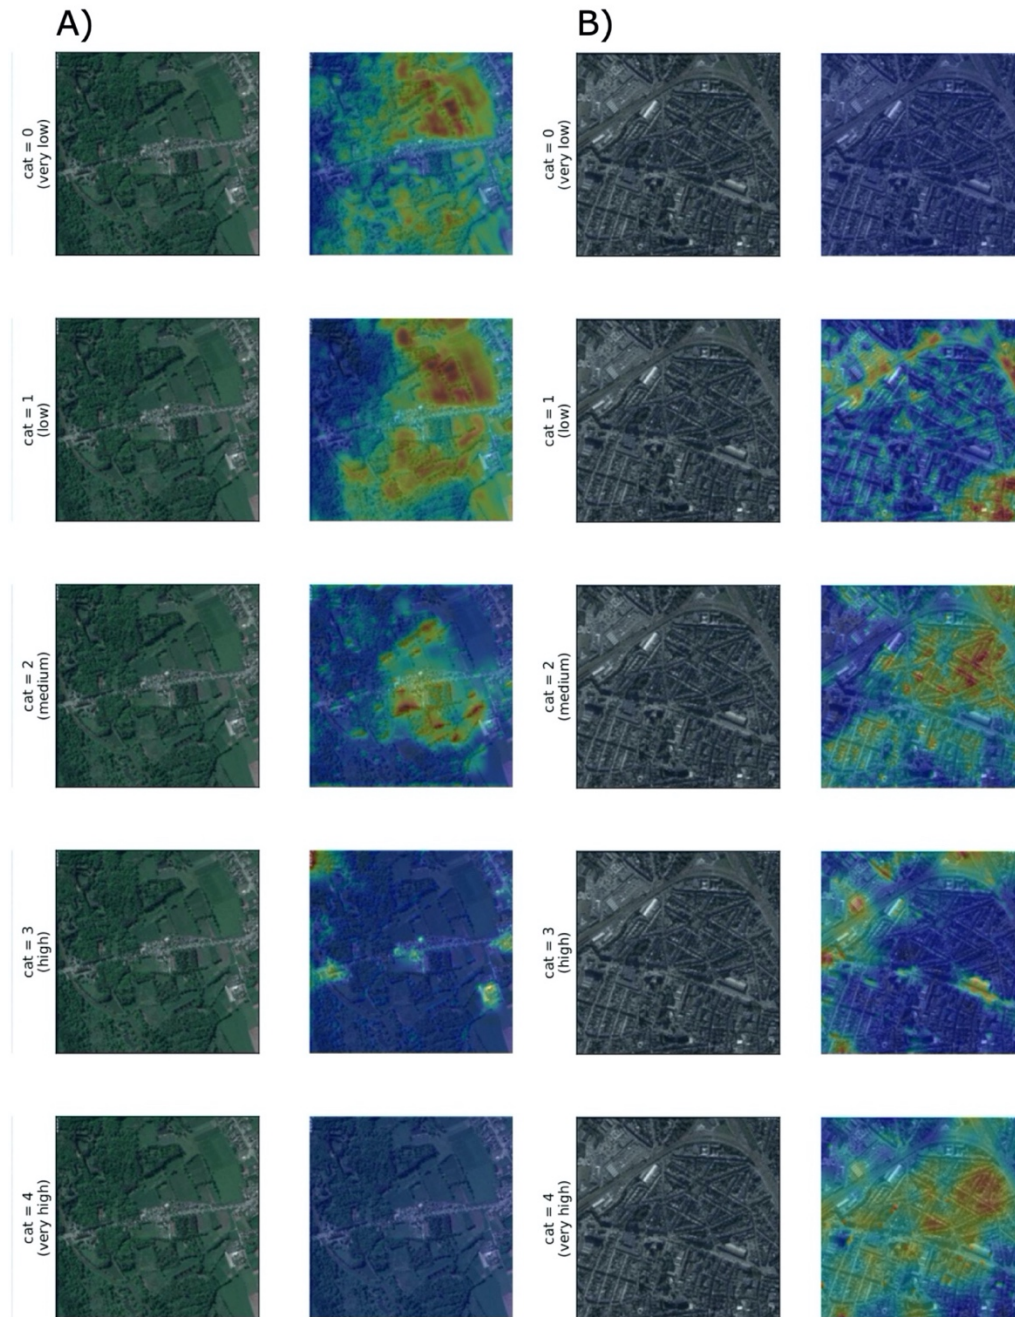 A)
B)
cat = 0
(very low)
cat = 0
(very low)
cat = 1
(low)
cat = 1
(low)
cat = 2
(medium)
cat = 2
(medium)
cat = 3
(high)
cat = 3
(high)
cat = 4
(very high)
cat = 4
(very high)